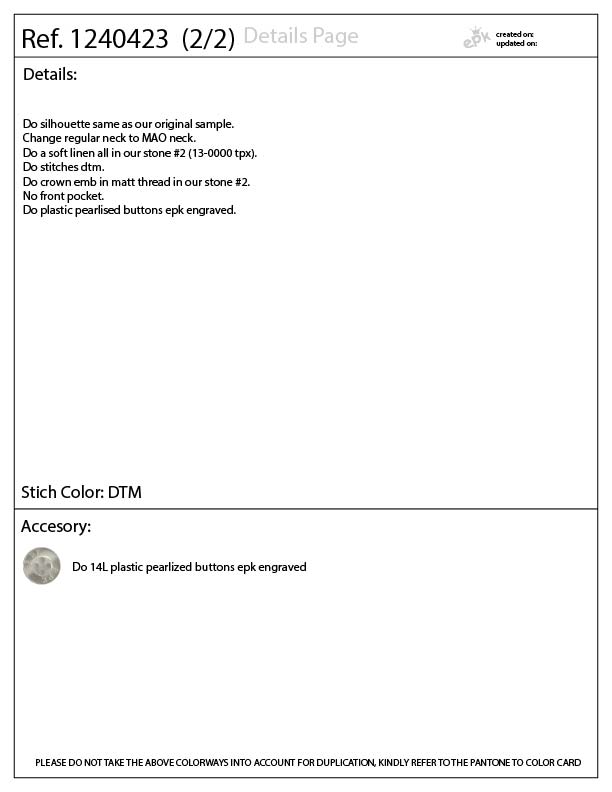 Ref. 1240423 (2/2) Details Page
epk
created on:
updated on:
Details:
Do silhouette same as our original sample.
Change regular neck to MAO neck.
Do a soft linen all in our stone #2 (13-0000 tpx).
Do stitches dtm.
Do crown emb in matt thread in our stone #2.
No front pocket.
Do plastic pearlised buttons epk engraved.
Stich Color: DTM
Accesory:
Do 14L plastic pearlized buttons epk engraved
PLEASE DO NOT TAKE THE ABOVE COLORWAYS INTO ACCOUNT FOR DUPLICATION, KINDLY REFER TO THE PANTONE TO COLOR CARD